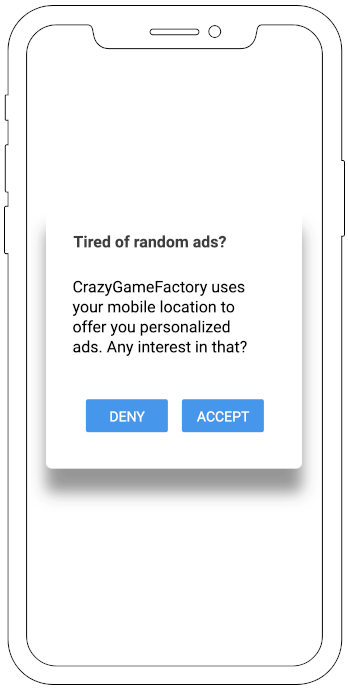 Tired of random ads?
CrazyGameFactory uses
your mobile location to
offer you personalized
ads. Any interest in that?
DENY ACCEPT